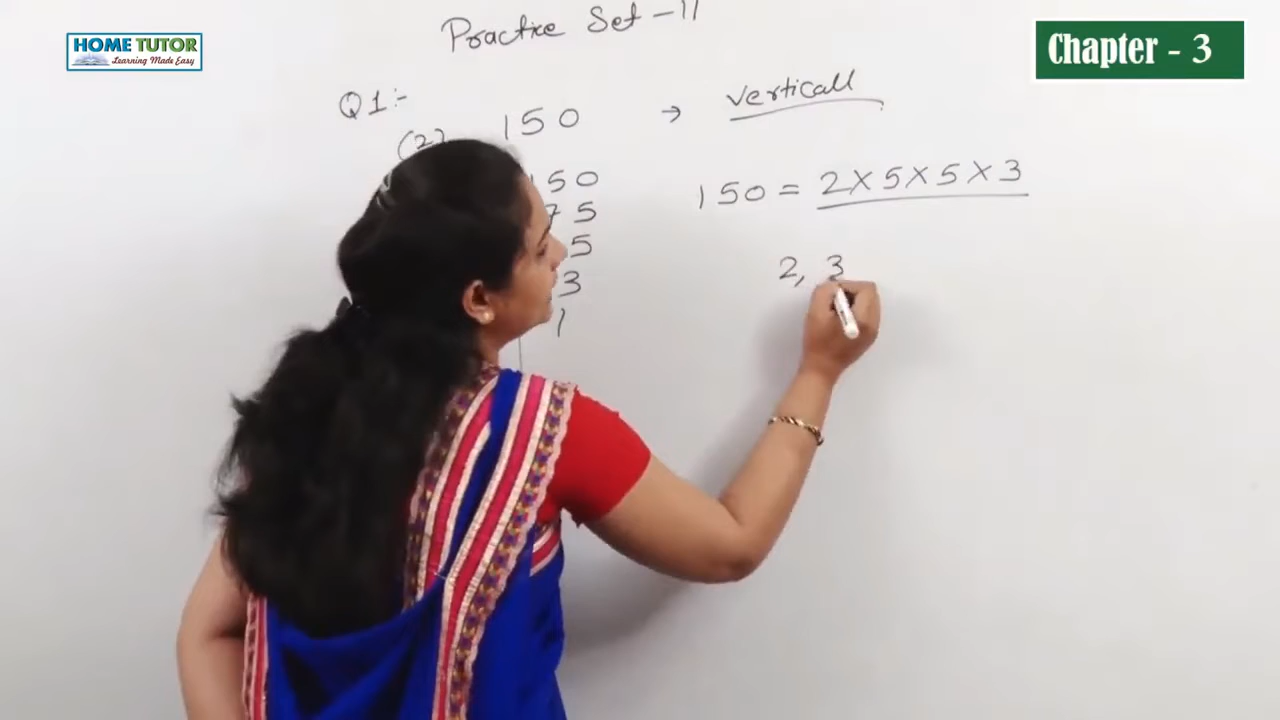 HOME TUTOR
Learning Made Easy
Chapter - 3
Practice Set - 11
Q1:-
(2) 150 → verticall
150
75
5
3
1
150 = 2 X 5 X 5 X 3
2, 3